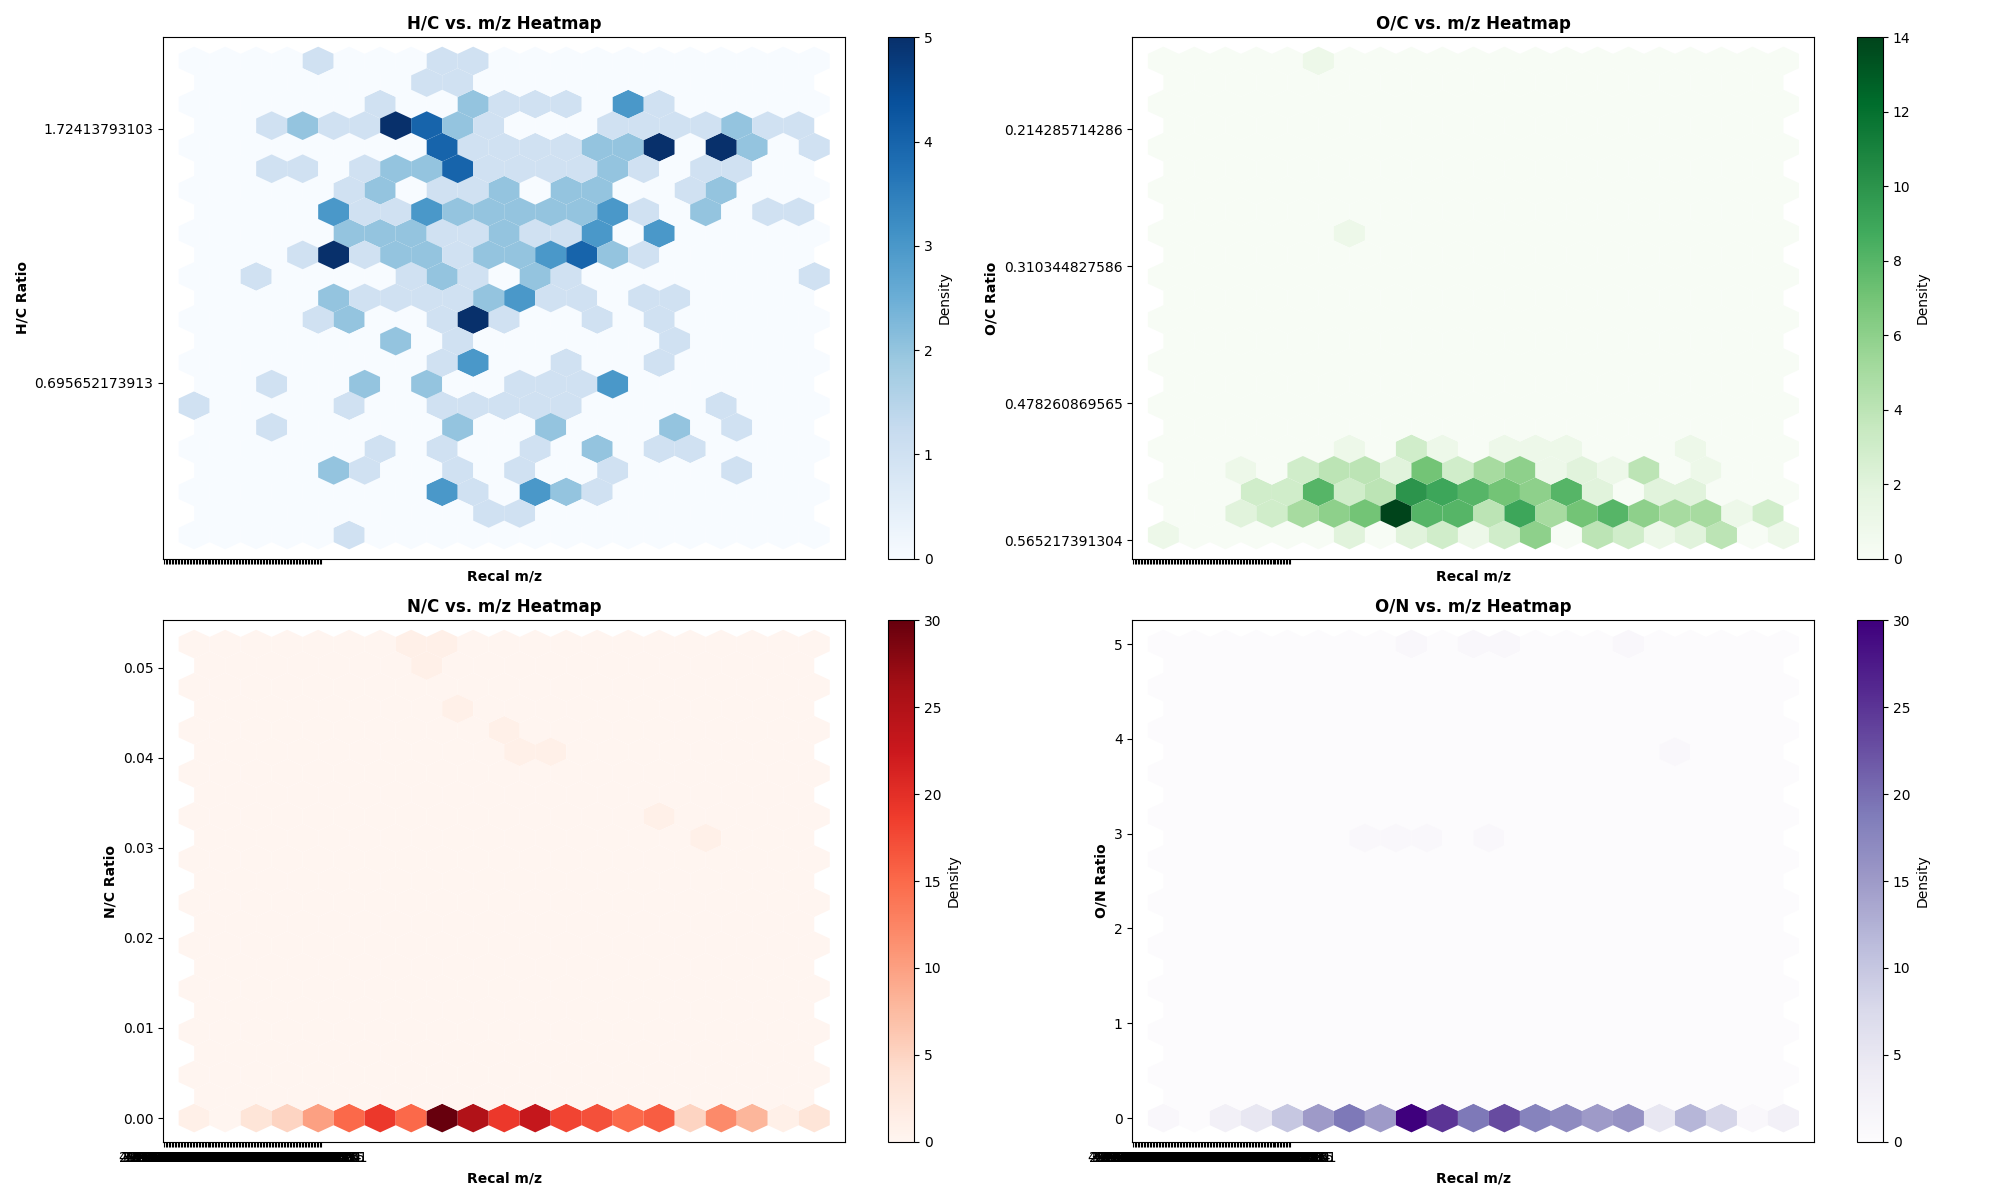 H/C vs. m/z Heatmap
H/C Ratio
1.72413793103
0.695652173913
Recal m/z
5
4
3
2
1
0
Density
O/C vs. m/z Heatmap
O/C Ratio
0.214285714286
0.310344827586
0.478260869565
0.565217391304
Recal m/z
14
12
10
8
6
4
2
0
Density
N/C vs. m/z Heatmap
N/C Ratio
0.05
0.04
0.03
0.02
0.01
0.00
Recal m/z
30
25
20
15
10
5
0
Density
O/N vs. m/z Heatmap
O/N Ratio
5
4
3
2
1
0
Recal m/z
30
25
20
15
10
5
0
Density